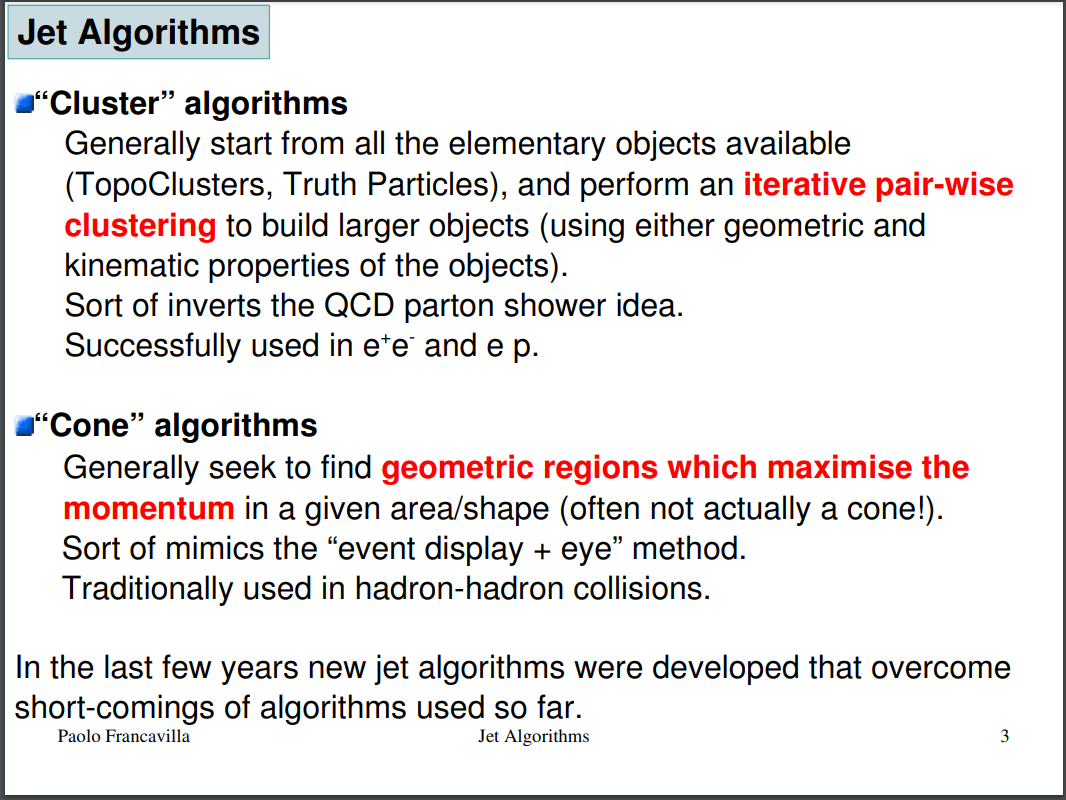 Jet Algorithms
“Cluster” algorithms
Generally start from all the elementary objects available
(TopoClusters, Truth Particles), and perform an iterative pair-wise
clustering to build larger objects (using either geometric and
kinematic properties of the objects).
Sort of inverts the QCD parton shower idea.
Successfully used in e⁺e⁻ and e p.
“Cone” algorithms
Generally seek to find geometric regions which maximise the
momentum in a given area/shape (often not actually a cone!).
Sort of mimics the “event display + eye” method.
Traditionally used in hadron-hadron collisions.
In the last few years new jet algorithms were developed that overcome
short-comings of algorithms used so far.
Paolo Francavilla Jet Algorithms 3